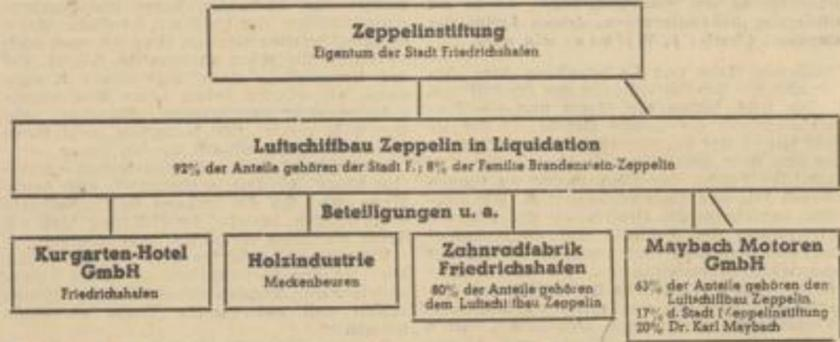 Zeppelinstiftung
Eigentum der Stadt Friedrichshafen
Luftschiffbau Zeppelin in Liquidation
92% der Anteile gehören der Stadt F.; 8% der Familie Brandenstein-Zeppelin
Beteiligungen u. a.
Kurgarten-Hotel
GmbH
Friedrichshafen
Holzindustrie
Meckenbeuren
Zahnradfabrik
Friedrichshafen
80% der Anteile gehören
dem Luftschiffbau Zeppelin
Maybach Motoren
GmbH
63% der Anteile gehören dem
Luftschiffbau Zeppelin
17% d. Stadt (Zeppelinstiftung
20% Dr. Karl Maybach